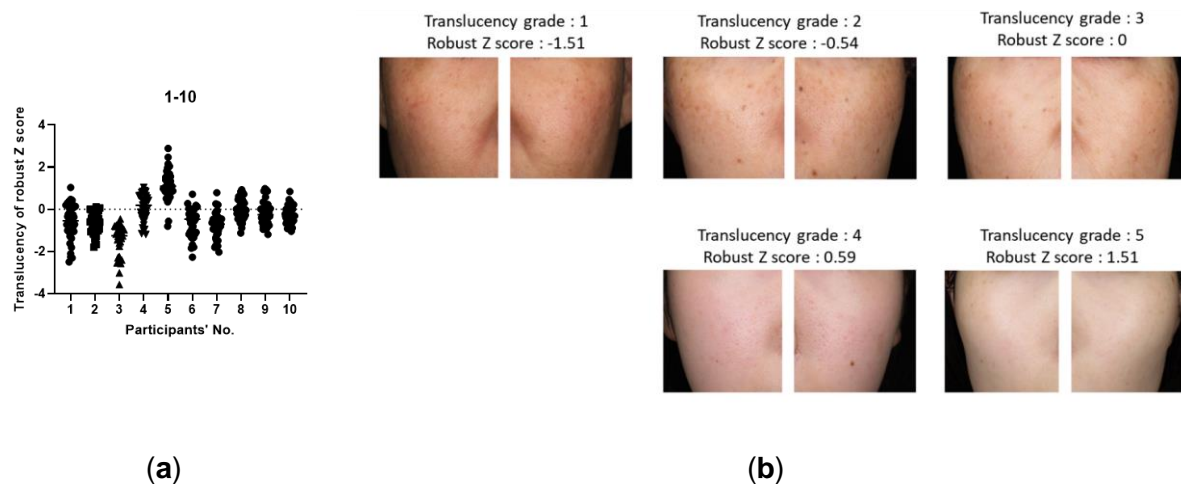 1-10
Translucency of robust Z score
4
2
0
-2
-4
1 2 3 4 5 6 7 8 9 10
Participants' No.
(a)
Translucency grade : 1
Robust Z score : -1.51
Translucency grade : 2
Robust Z score : -0.54
Translucency grade : 3
Robust Z score : 0
Translucency grade : 4
Robust Z score : 0.59
Translucency grade : 5
Robust Z score : 1.51
(b)